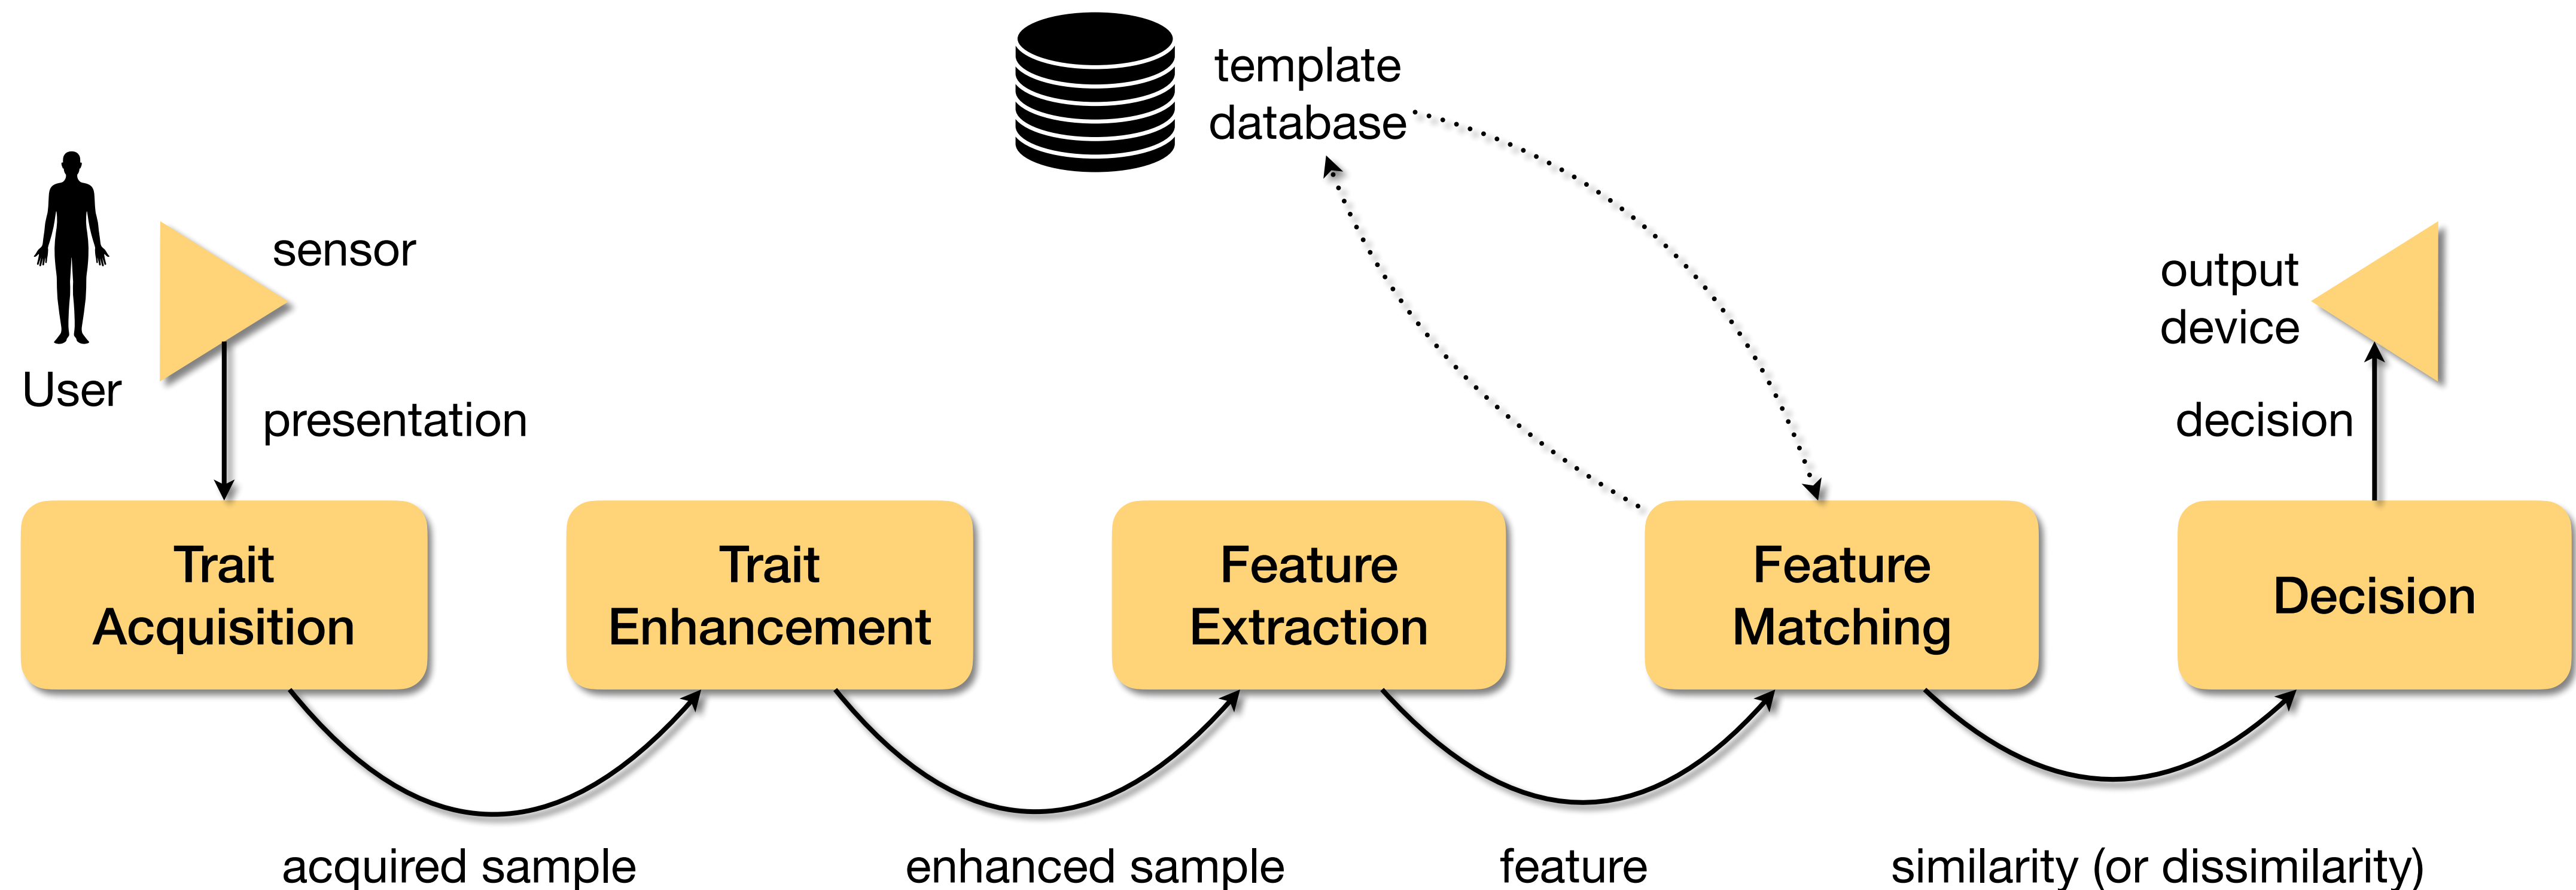 template
database
sensor
User
presentation
output
device
decision
Trait
Acquisition
Trait
Enhancement
Feature
Extraction
Feature
Matching
Decision
acquired sample
enhanced sample
feature
similarity (or dissimilarity)